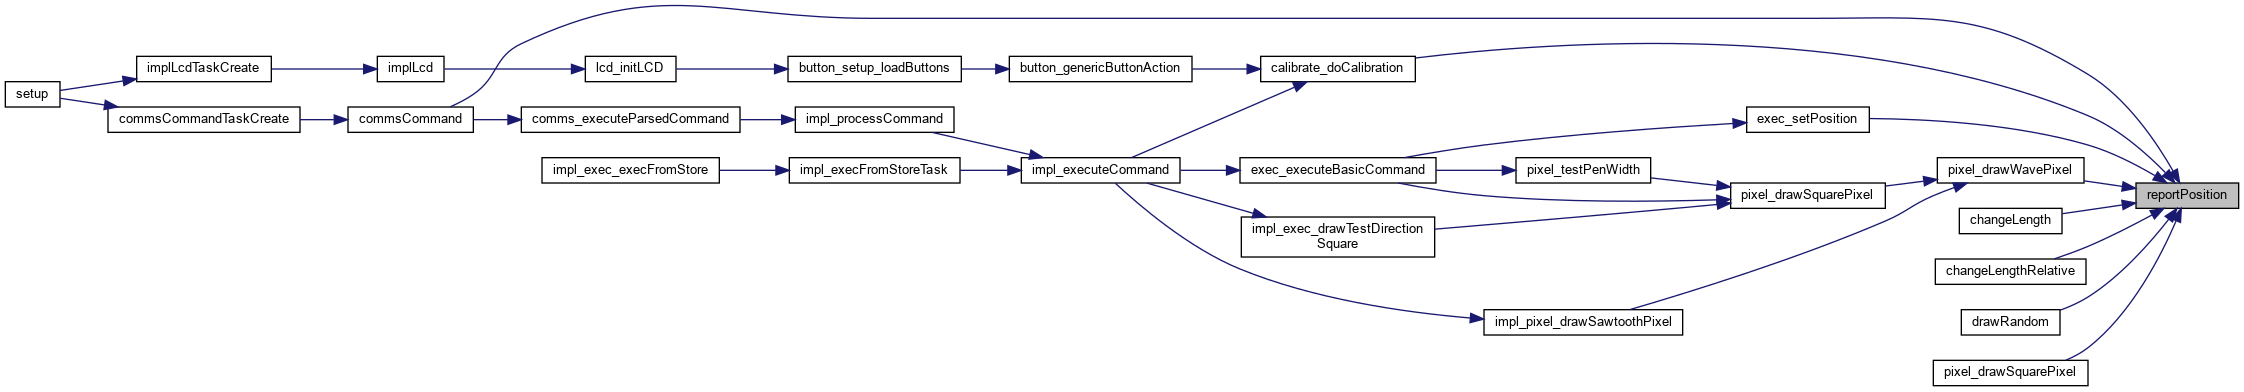 setup
implLcdTaskCreate
commsCommandTaskCreate
implLcd
commsCommand
lcd_initLCD
comms_executeParsedCommand
impl_exec_execFromStore
button_setup_loadButtons
impl_processCommand
impl_execFromStoreTask
button_genericButtonAction
impl_executeCommand
calibrate_doCalibration
exec_executeBasicCommand
impl_exec_drawTestDirection
Square
pixel_testPenWidth
impl_pixel_drawSawtoothPixel
exec_setPosition
pixel_drawSquarePixel
pixel_drawWavePixel
changeLength
changeLengthRelative
drawRandom
pixel_drawSquarePixel
reportPosition